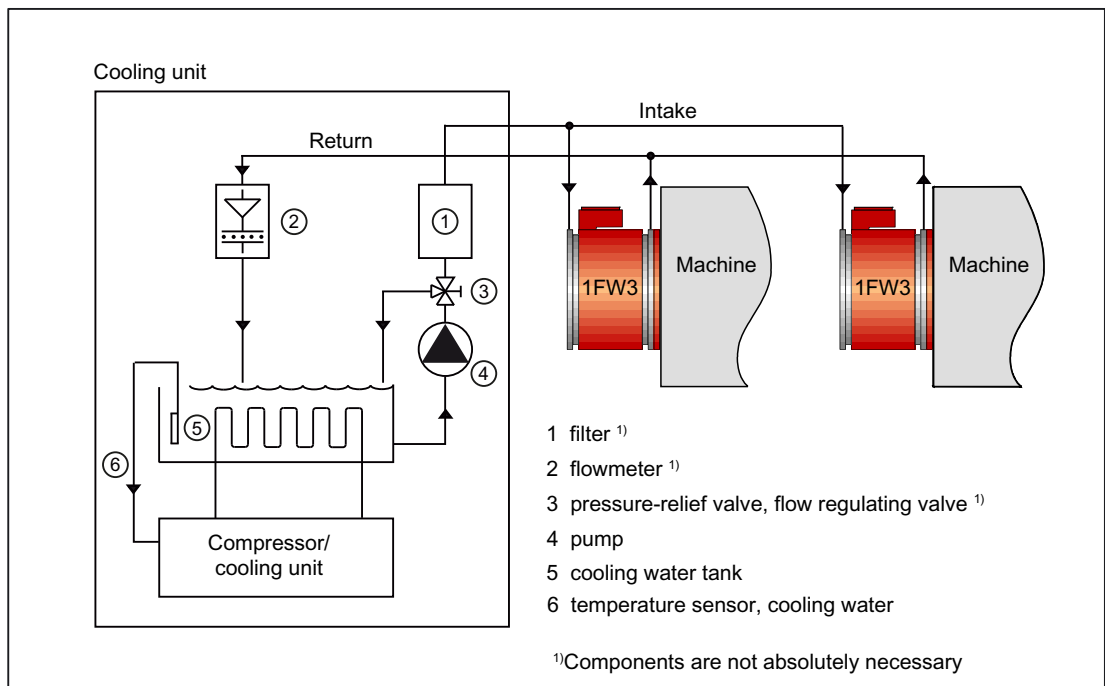 Cooling unit
Intake
Return
①
②
③
④
⑤
⑥
1FW3
Machine
1FW3
Machine
Compressor/
cooling unit
1 filter 1)
2 flowmeter 1)
3 pressure-relief valve, flow regulating valve 1)
4 pump
5 cooling water tank
6 temperature sensor, cooling water
1)Components are not absolutely necessary